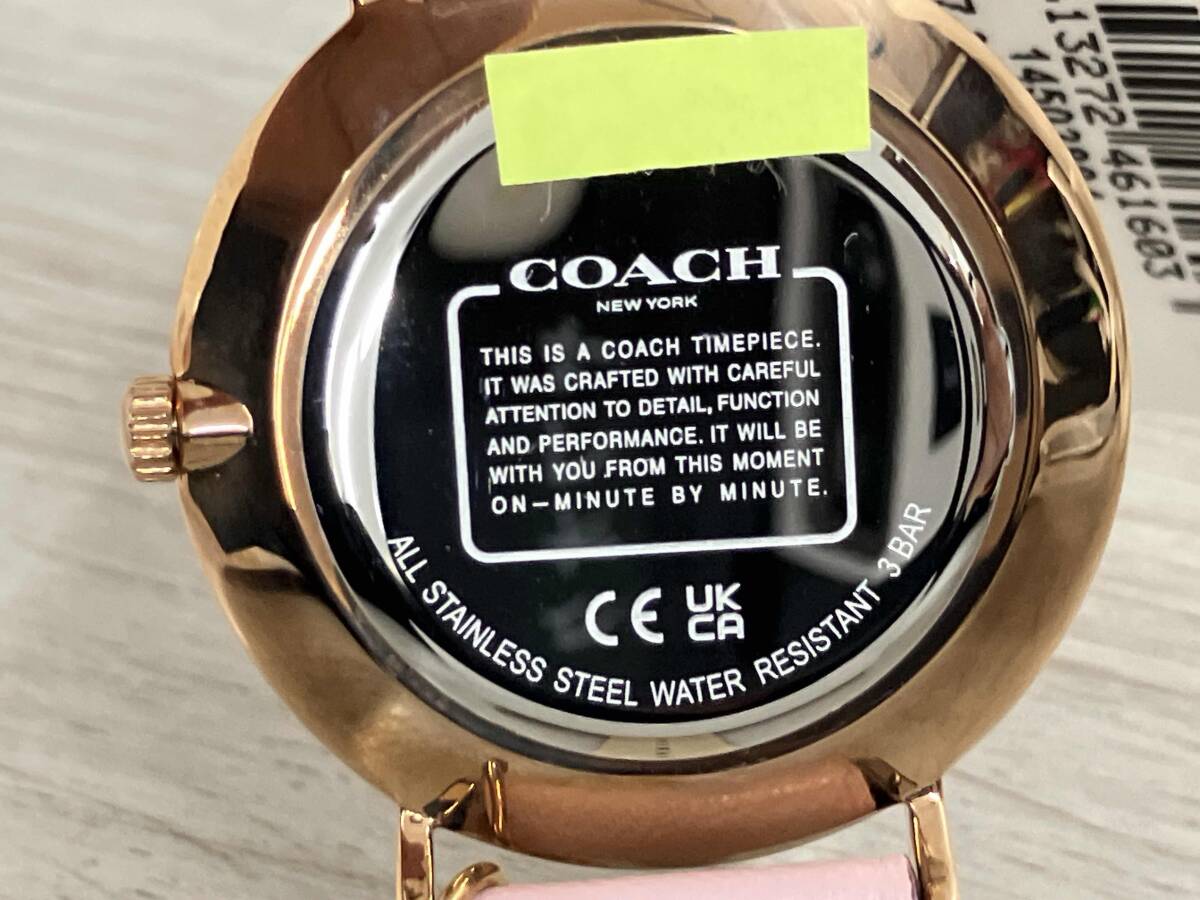 COACH
NEW YORK
THIS IS A COACH TIMEPIECE.
IT WAS CRAFTED WITH CAREFUL
ATTENTION TO DETAIL, FUNCTION
AND PERFORMANCE. IT WILL BE
WITH YOU FROM THIS MOMENT
ON—MINUTE BY MINUTE.
CE UK
CA
ALL STAINLESS STEEL WATER RESISTANT 3 BAR
13272 461603